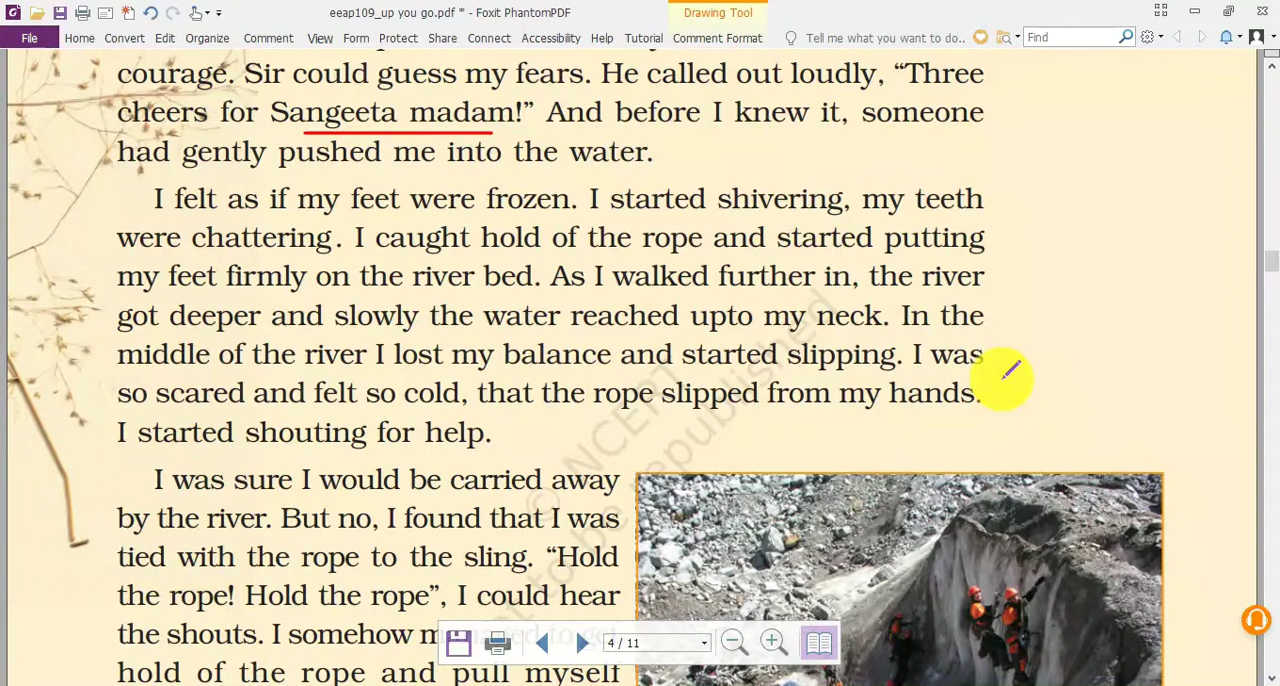 eeap109_up you go.pdf * - Foxit PhantomPDF
Drawing Tool
File Home Convert Edit Organize Comment View Form Protect Share Connect Accessibility Help Tutorial Comment Format Tell me what you want to do.. Find
courage. Sir could guess my fears. He called out loudly, “Three
cheers for Sangeeta madam!” And before I knew it, someone
had gently pushed me into the water.
I felt as if my feet were frozen. I started shivering, my teeth
were chattering. I caught hold of the rope and started putting
my feet firmly on the river bed. As I walked further in, the river
got deeper and slowly the water reached upto my neck. In the
middle of the river I lost my balance and started slipping. I was
so scared and felt so cold, that the rope slipped from my hands.
I started shouting for help.
I was sure I would be carried away
by the river. But no, I found that I was
tied with the rope to the sling. “Hold
the rope! Hold the rope”, I could hear
the shouts. I somehow
hold of the rope and pull myself
4 / 11
© NCERT
be republished